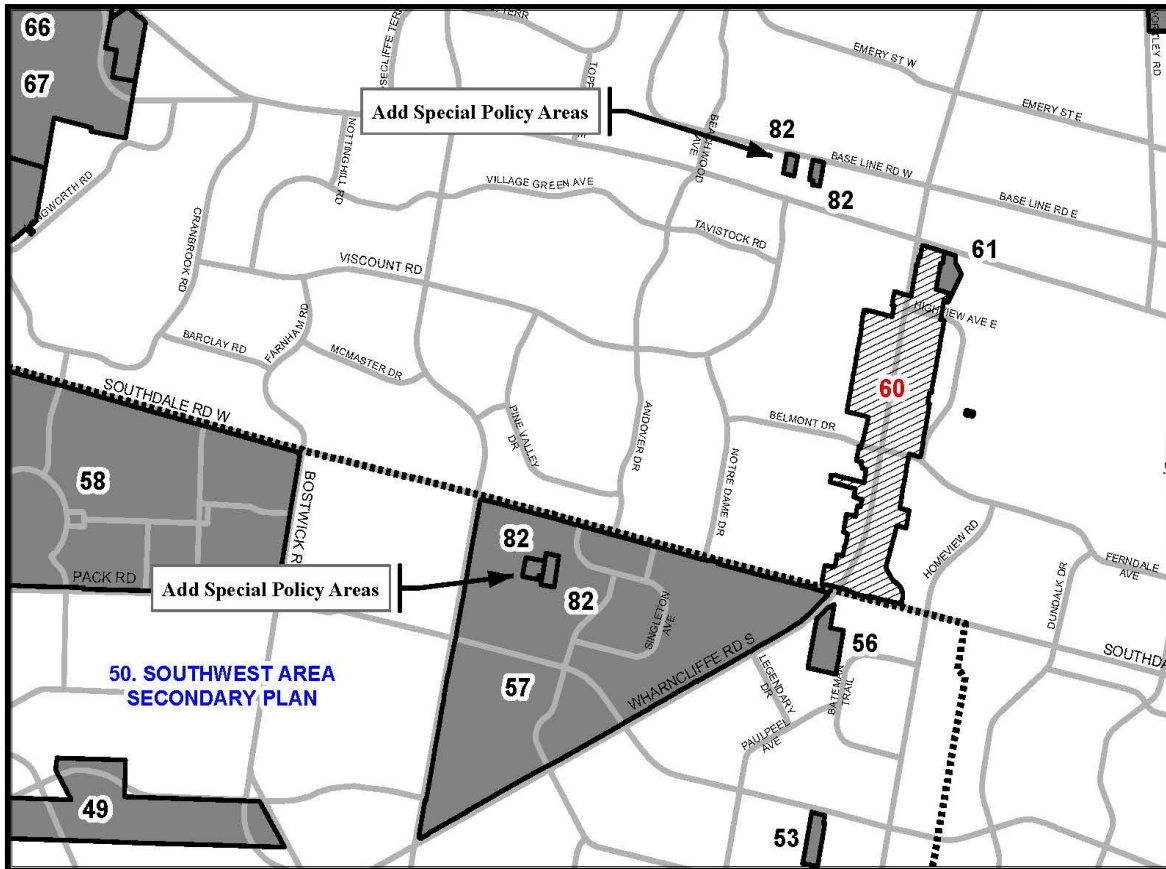 66
67
EMERY ST W
EMERY ST E
Add Special Policy Areas
82
82
BASE LINE RD W
BASE LINE RD E
BEACHWOOD
AVE
NOTTINGHILL RD
VILLAGE GREEN AVE
TAVISTOCK RD
CRANBROOK RD
VISCOUNT RD
61
HIGHVIEW AVE E
60
BARCLAY RD
FARNHAM RD
MCMASTER DR
SOUTHDALE RD W
PINE VALLEY
DR
ANDOVER DR
BELMONT DR
NOTRE DAME DR
58
BOSTWICK R
HOMEVIEW RD
FERNDALE
AVE
DUNDALK DR
PACK RD
Add Special Policy Areas
82
82
SINGLETON
AVE
50. SOUTHWEST AREA
SECONDARY PLAN
57
WHARNCLIFFE RD S
56
SOUTHDA
LEGENDARY
DR
BATEMAN
TRAIL
PAULPEEL
AVE
49
53